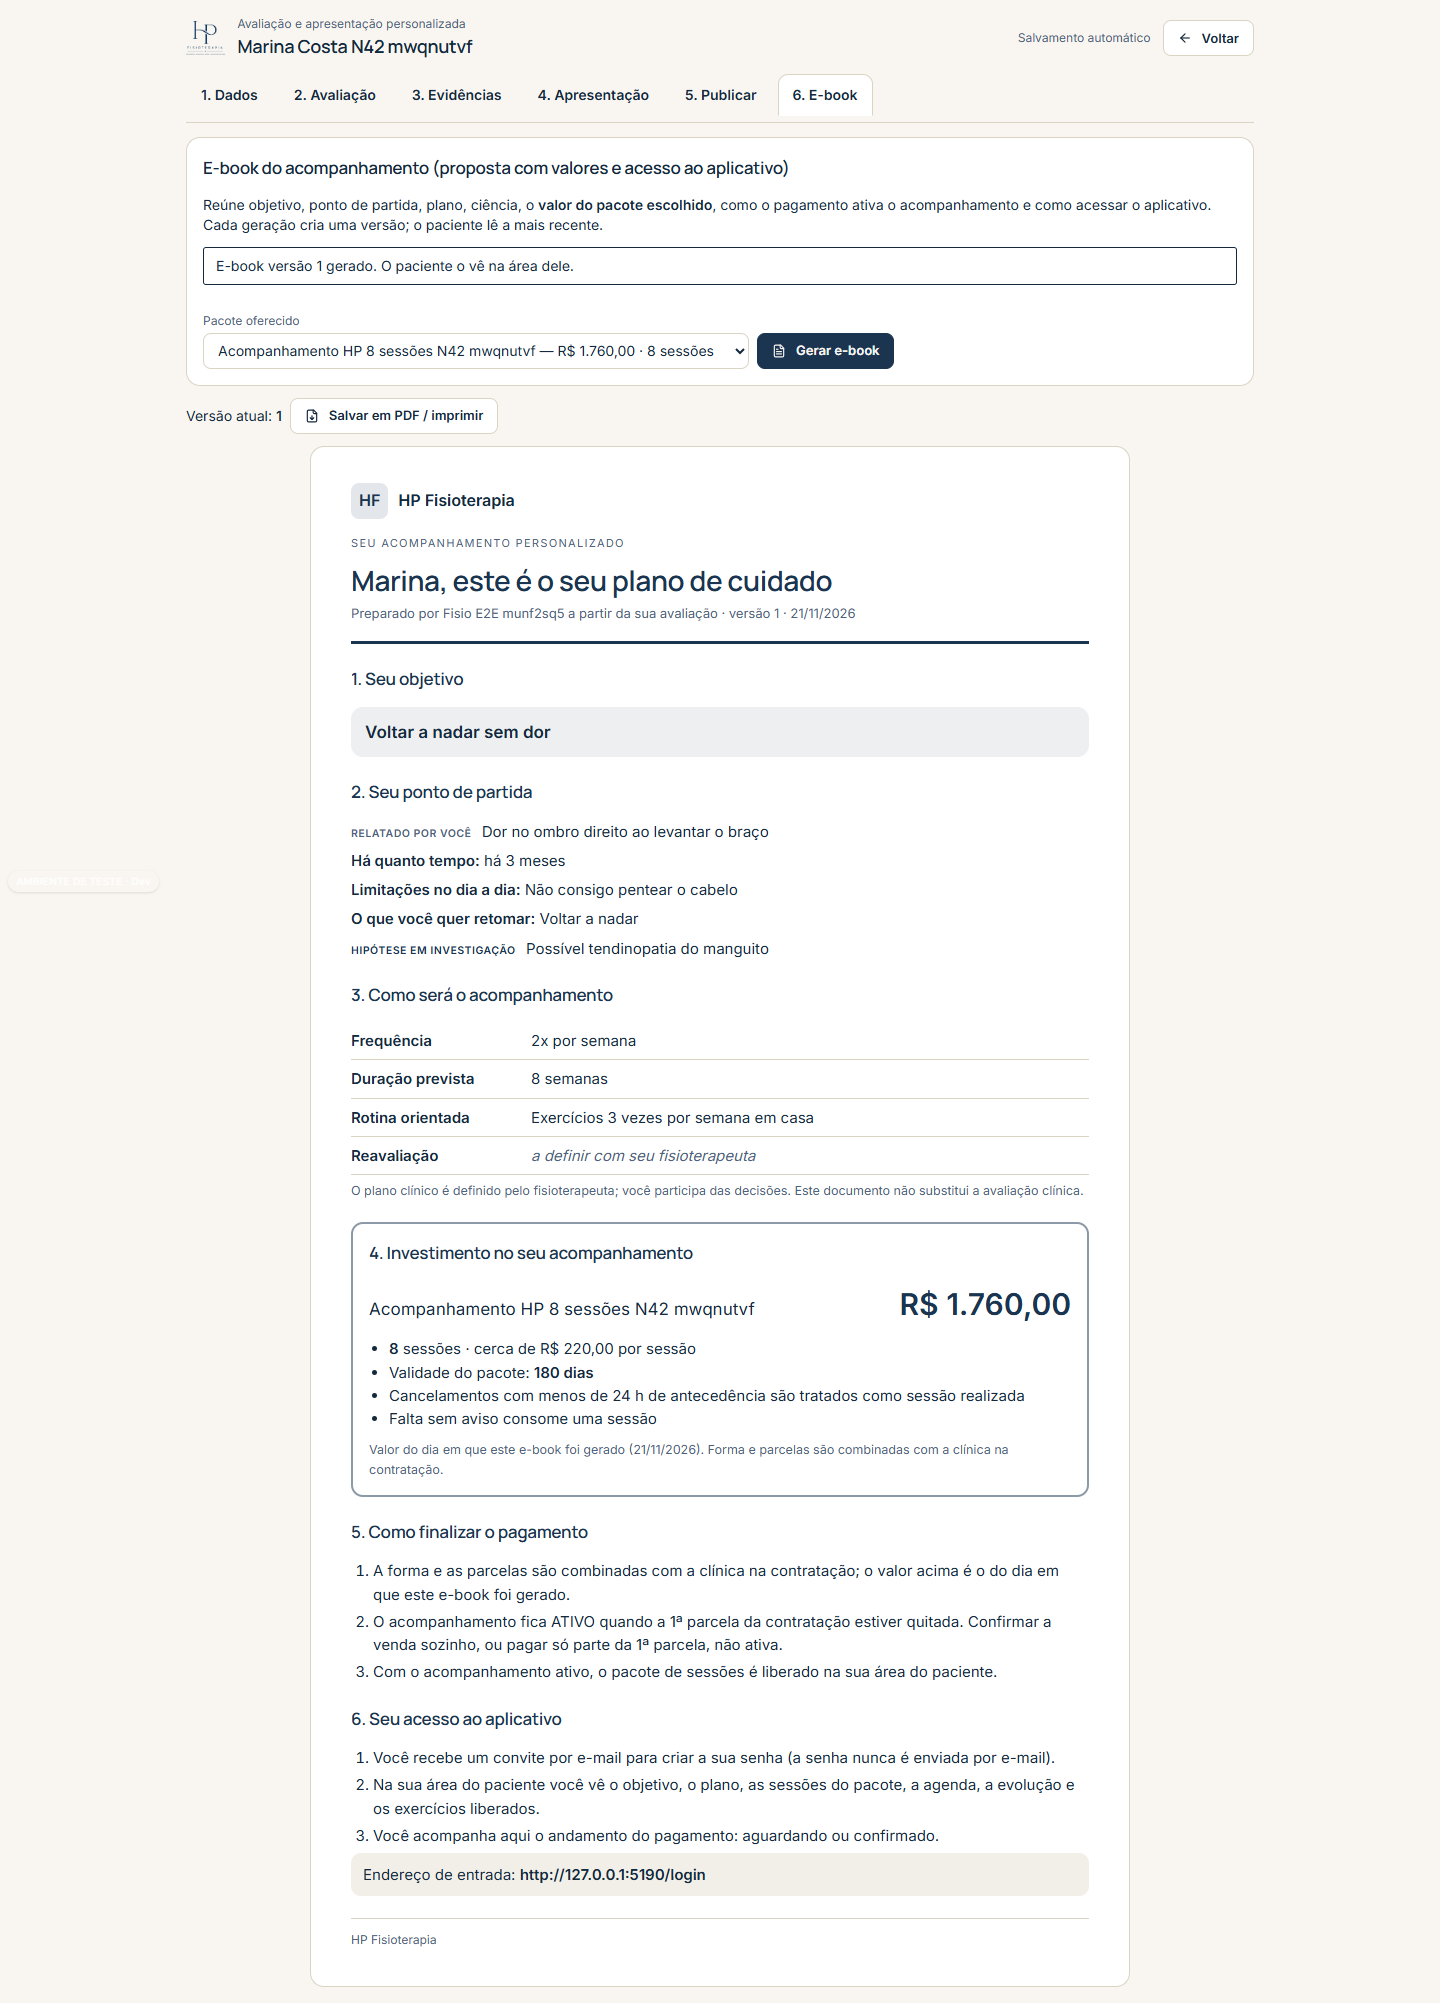 HP
FISIOTERAPIA
Avaliação e apresentação personalizada
Marina Costa N42 mwqnutvf
Salvamento automático
Voltar
1. Dados
2. Avaliação
3. Evidências
4. Apresentação
5. Publicar
6. E-book
E-book do acompanhamento (proposta com valores e acesso ao aplicativo)
Reúne objetivo, ponto de partida, plano, ciência, o valor do pacote escolhido, como o pagamento ativa o acompanhamento e como acessar o aplicativo.
Cada geração cria uma versão; o paciente lê a mais recente.
E-book versão 1 gerado. O paciente o vê na área dele.
Pacote oferecido
Acompanhamento HP 8 sessões N42 mwqnutvf — R$ 1.760,00 · 8 sessões
Gerar e-book
Versão atual: 1
Salvar em PDF / imprimir
HF
HP Fisioterapia
SEU ACOMPANHAMENTO PERSONALIZADO
Marina, este é o seu plano de cuidado
Preparado por Fisio E2E munf2sq5 a partir da sua avaliação · versão 1 · 21/11/2026
1. Seu objetivo
Voltar a nadar sem dor
2. Seu ponto de partida
RELATADO POR VOCÊ Dor no ombro direito ao levantar o braço
Há quanto tempo: há 3 meses
AMBIENTE DE TESTE · Dev
Limitações no dia a dia: Não consigo pentear o cabelo
O que você quer retomar: Voltar a nadar
HIPÓTESE EM INVESTIGAÇÃO Possível tendinopatia do manguito
3. Como será o acompanhamento
Frequência 2x por semana
Duração prevista 8 semanas
Rotina orientada Exercícios 3 vezes por semana em casa
Reavaliação a definir com seu fisioterapeuta
O plano clínico é definido pelo fisioterapeuta; você participa das decisões. Este documento não substitui a avaliação clínica.
4. Investimento no seu acompanhamento
Acompanhamento HP 8 sessões N42 mwqnutvf
R$ 1.760,00
• 8 sessões · cerca de R$ 220,00 por sessão
• Validade do pacote: 180 dias
• Cancelamentos com menos de 24 h de antecedência são tratados como sessão realizada
• Falta sem aviso consome uma sessão
Valor do dia em que este e-book foi gerado (21/11/2026). Forma e parcelas são combinadas com a clínica na
contratação.
5. Como finalizar o pagamento
1. A forma e as parcelas são combinadas com a clínica na contratação; o valor acima é o do dia em
que este e-book foi gerado.
2. O acompanhamento fica ATIVO quando a 1ª parcela da contratação estiver quitada. Confirmar a
venda sozinho, ou pagar só parte da 1ª parcela, não ativa.
3. Com o acompanhamento ativo, o pacote de sessões é liberado na sua área do paciente.
6. Seu acesso ao aplicativo
1. Você recebe um convite por e-mail para criar a sua senha (a senha nunca é enviada por e-mail).
2. Na sua área do paciente você vê o objetivo, o plano, as sessões do pacote, a agenda, a evolução e
os exercícios liberados.
3. Você acompanha aqui o andamento do pagamento: aguardando ou confirmado.
Endereço de entrada: http://127.0.0.1:5190/login
HP Fisioterapia